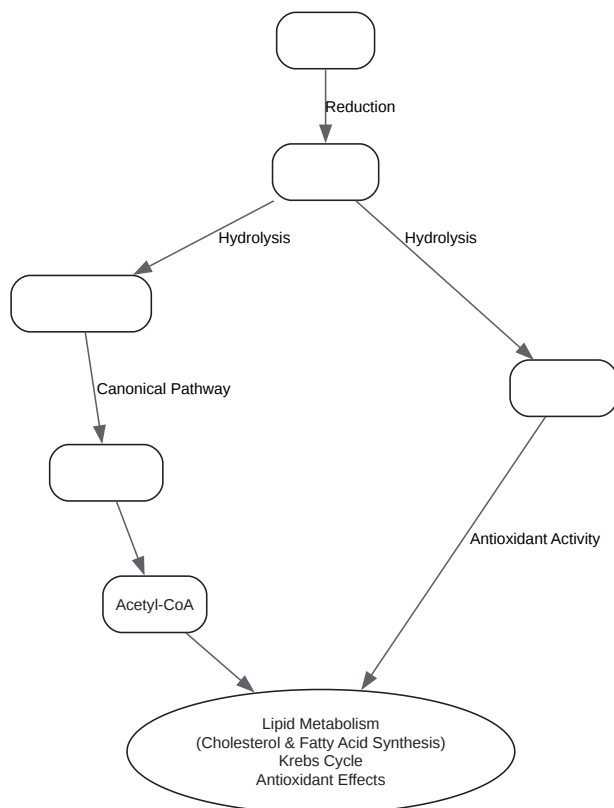 Reduction
Hydrolysis
Hydrolysis
Canonical Pathway
Antioxidant Activity
Acetyl-CoA
Lipid Metabolism
(Cholesterol & Fatty Acid Synthesis)
Krebs Cycle
Antioxidant Effects